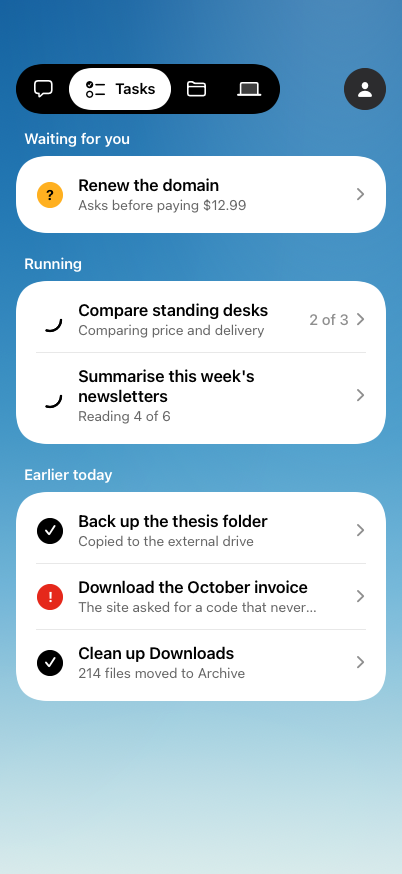 Tasks
Waiting for you
?
Renew the domain
Asks before paying $12.99
Running
Compare standing desks
Comparing price and delivery
2 of 3
Summarise this week's
newsletters
Reading 4 of 6
Earlier today
Back up the thesis folder
Copied to the external drive
!
Download the October invoice
The site asked for a code that never...
Clean up Downloads
214 files moved to Archive